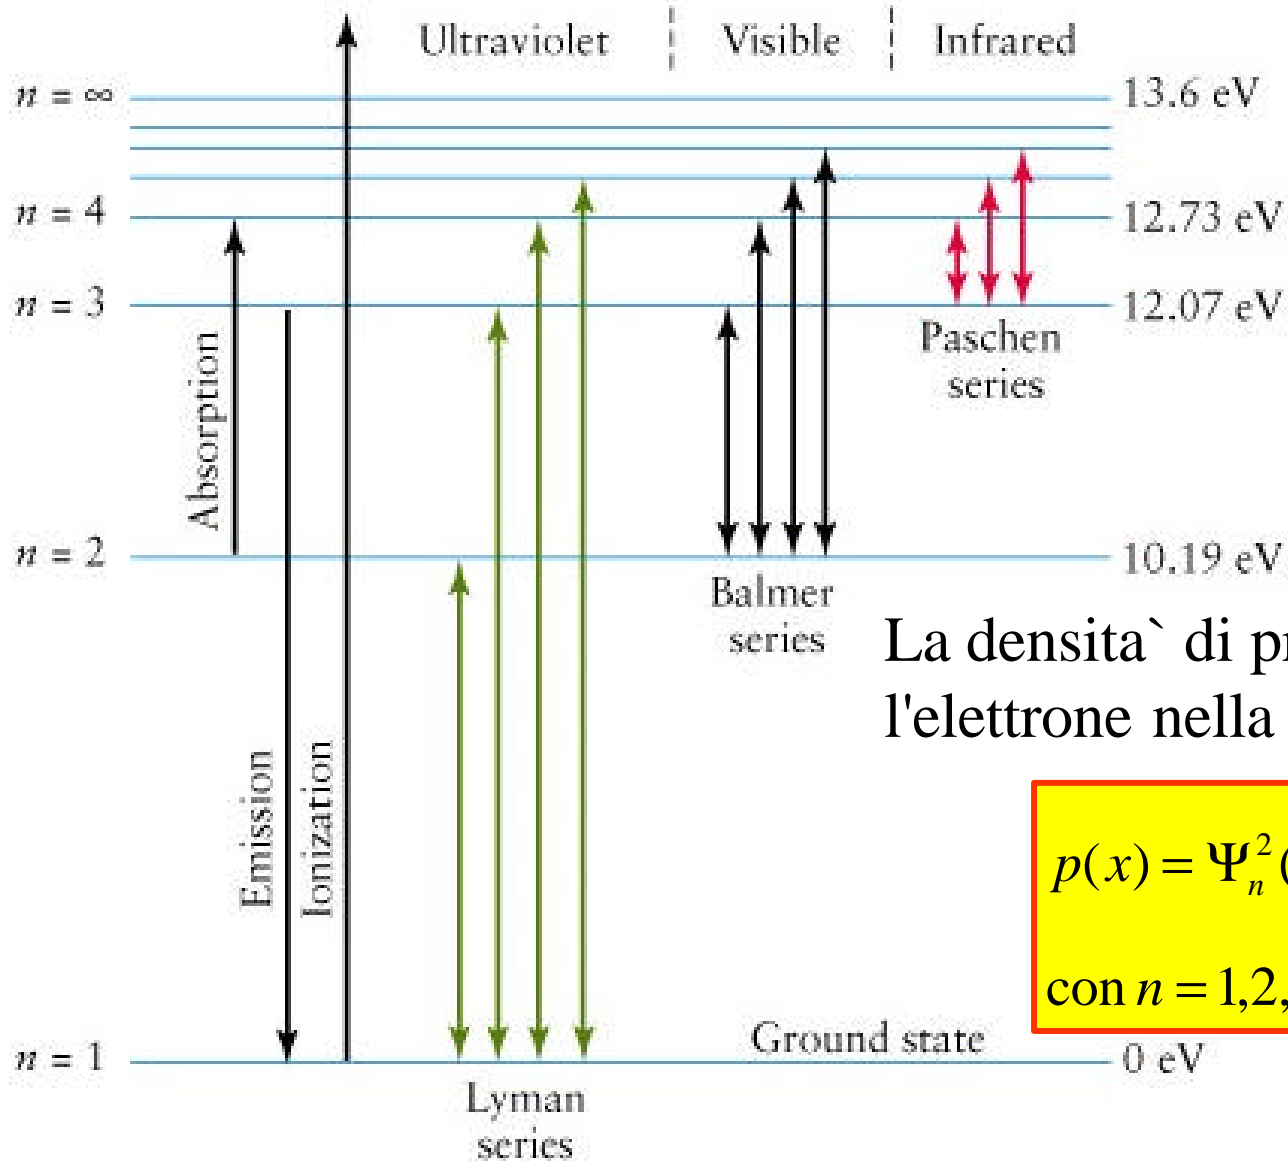 Ultraviolet
Visible
Infrared
n = ∞
13.6 eV
n = 4
12.73 eV
n = 3
12.07 eV
Absorption
Paschen
series
n = 2
10.19 eV
Balmer
series
La densita` di
l'elettrone nella
Emission
Ionization
p(x) = Ψₙ²(
con n = 1,2,
Ground state
n = 1
0 eV
Lyman
series